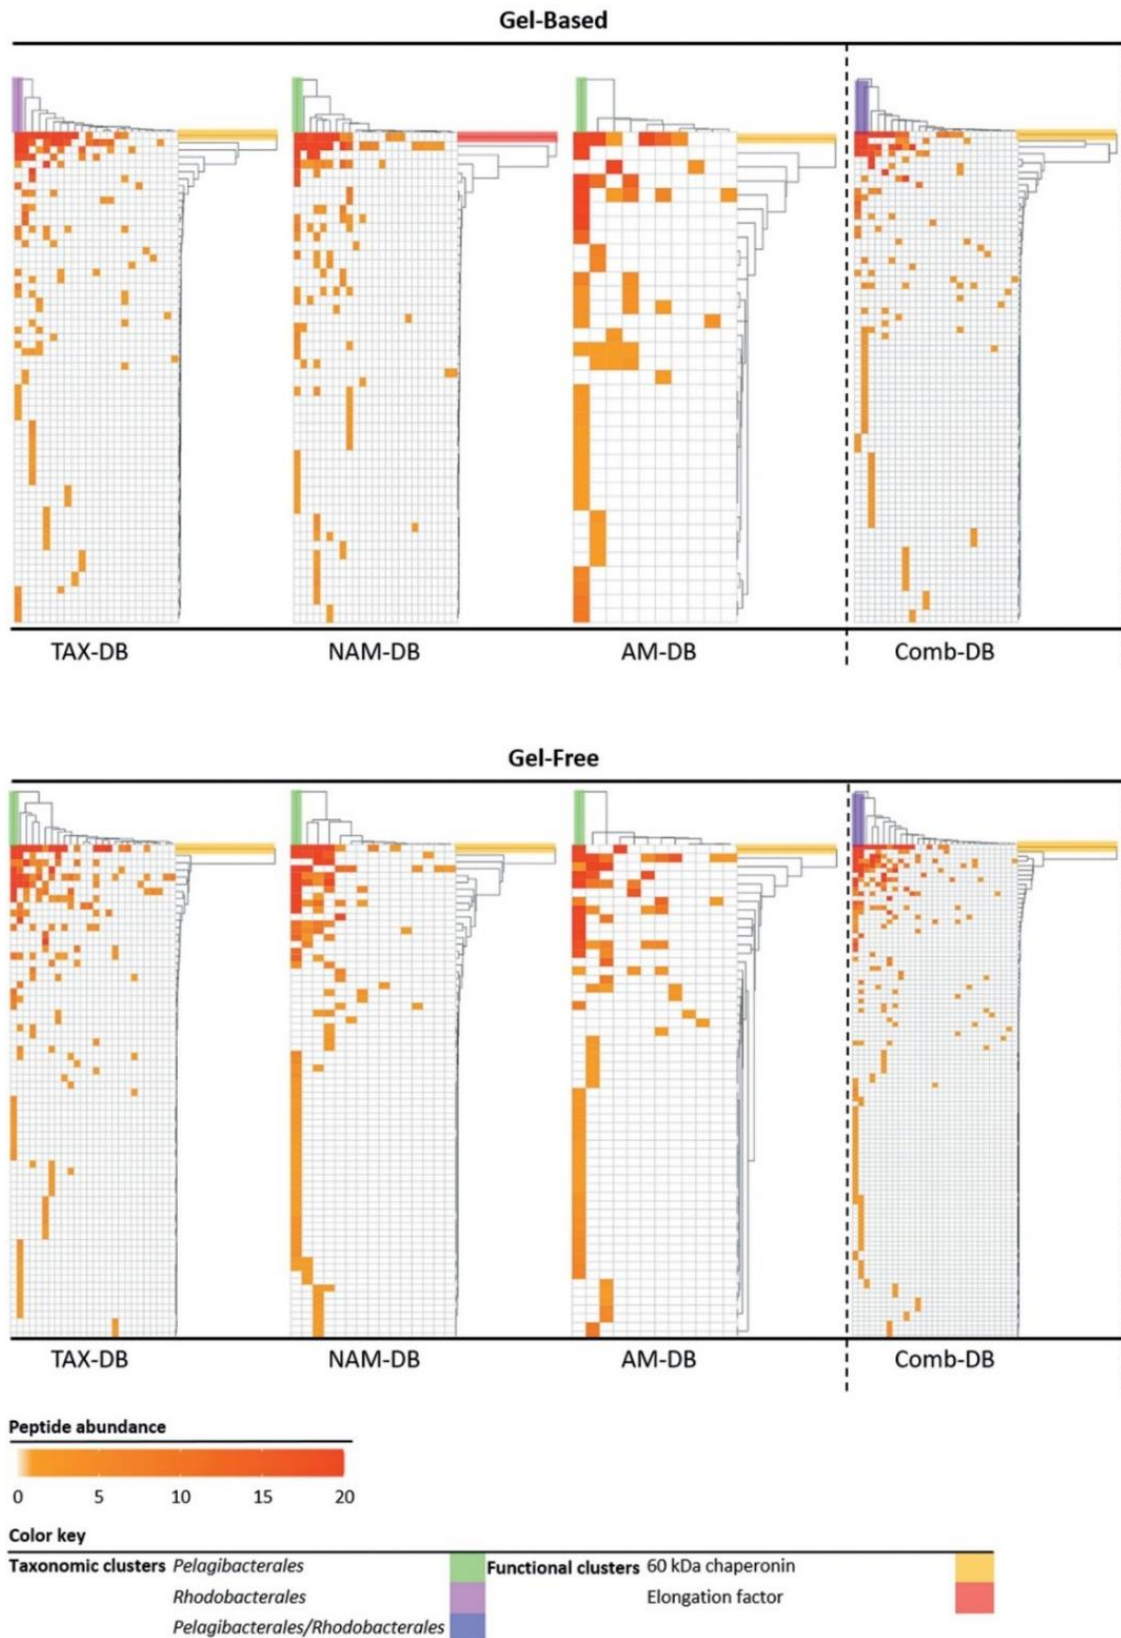 Gel-Based
TAX-DB NAM-DB AM-DB Comb-DB
Gel-Free
TAX-DB NAM-DB AM-DB Comb-DB
Peptide abundance
0 5 10 15 20
Color key
Taxonomic clusters Pelagibacterales Functional clusters 60 kDa chaperonin
Rhodobacterales Elongation factor
Pelagibacterales/Rhodobacterales